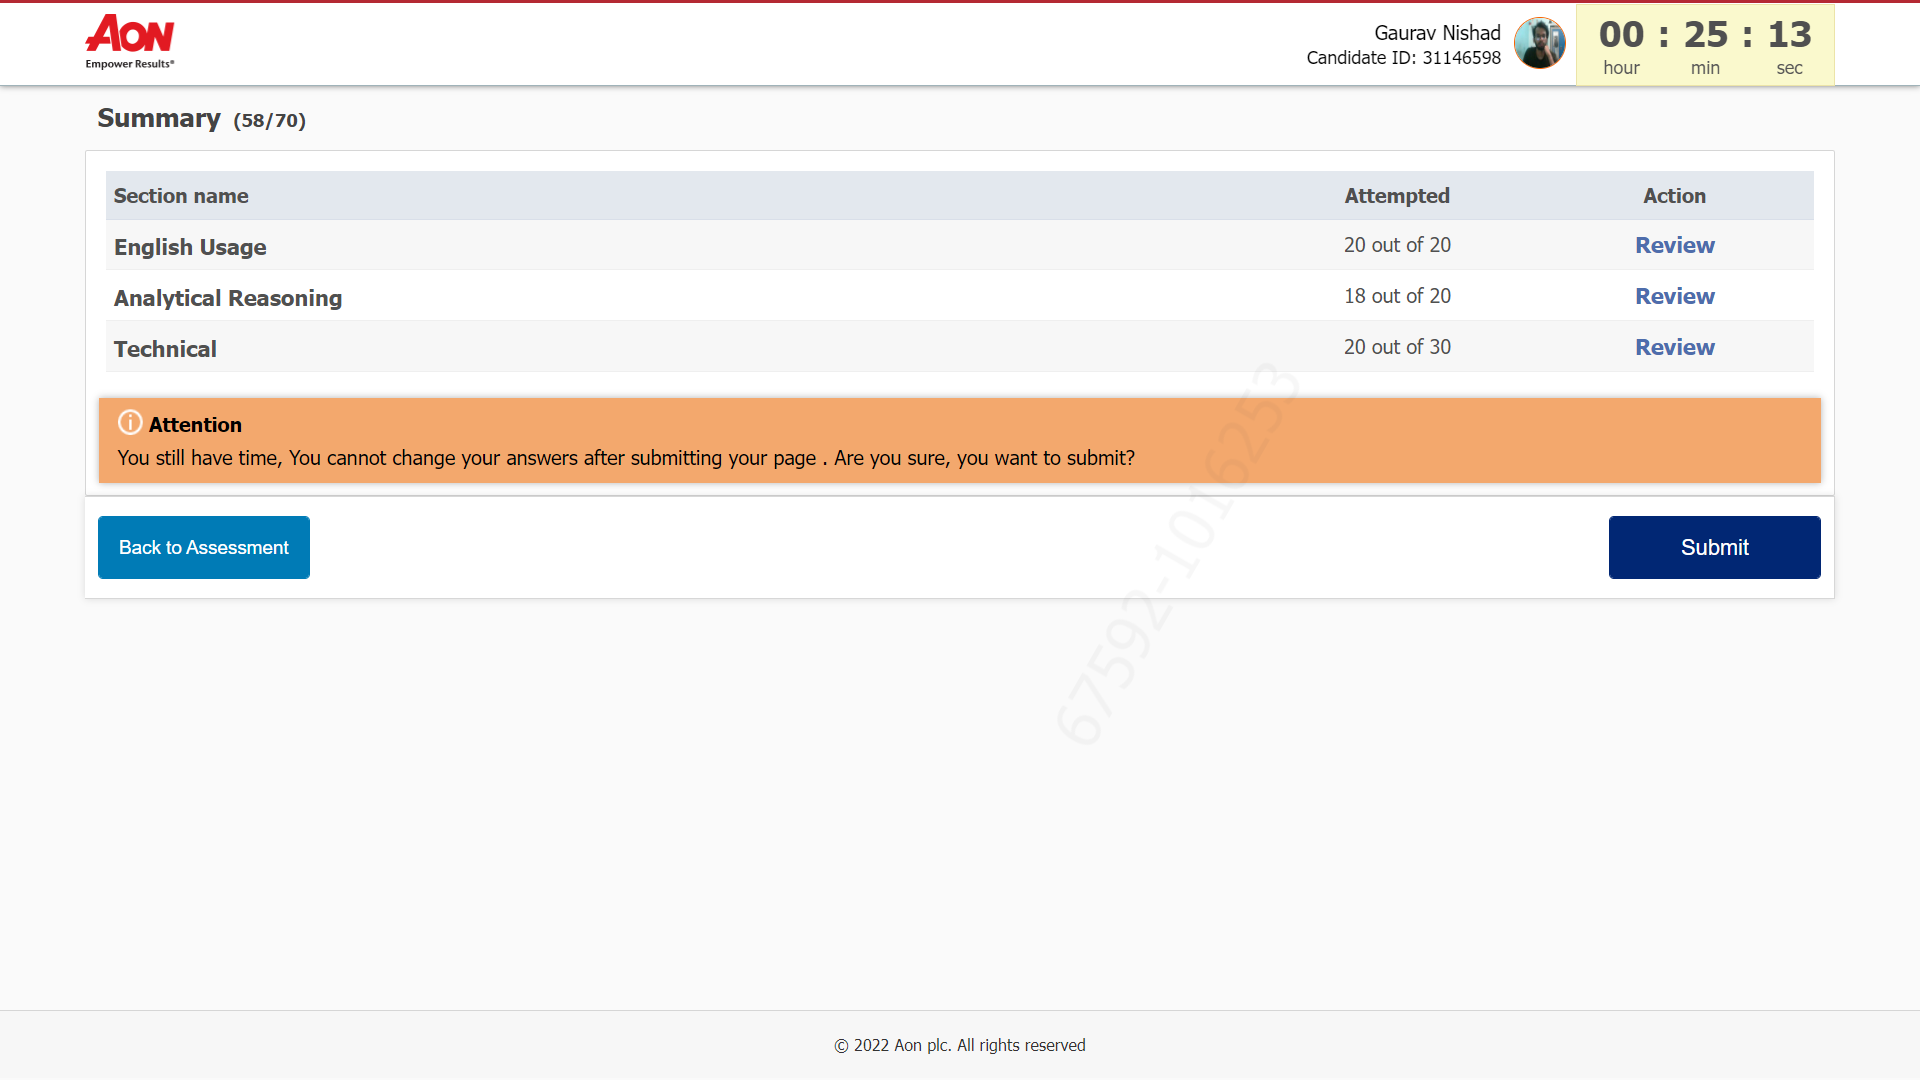 AON
Empower Results®
Gaurav Nishad
Candidate ID: 31146598
00 : 25 : 13
hour min sec
Summary (58/70)
Section name Attempted Action
English Usage 20 out of 20 Review
Analytical Reasoning 18 out of 20 Review
Technical 20 out of 30 Review
Attention
You still have time, You cannot change your answers after submitting your page . Are you sure, you want to submit?
Back to Assessment Submit
67592-1016253
© 2022 Aon plc. All rights reserved